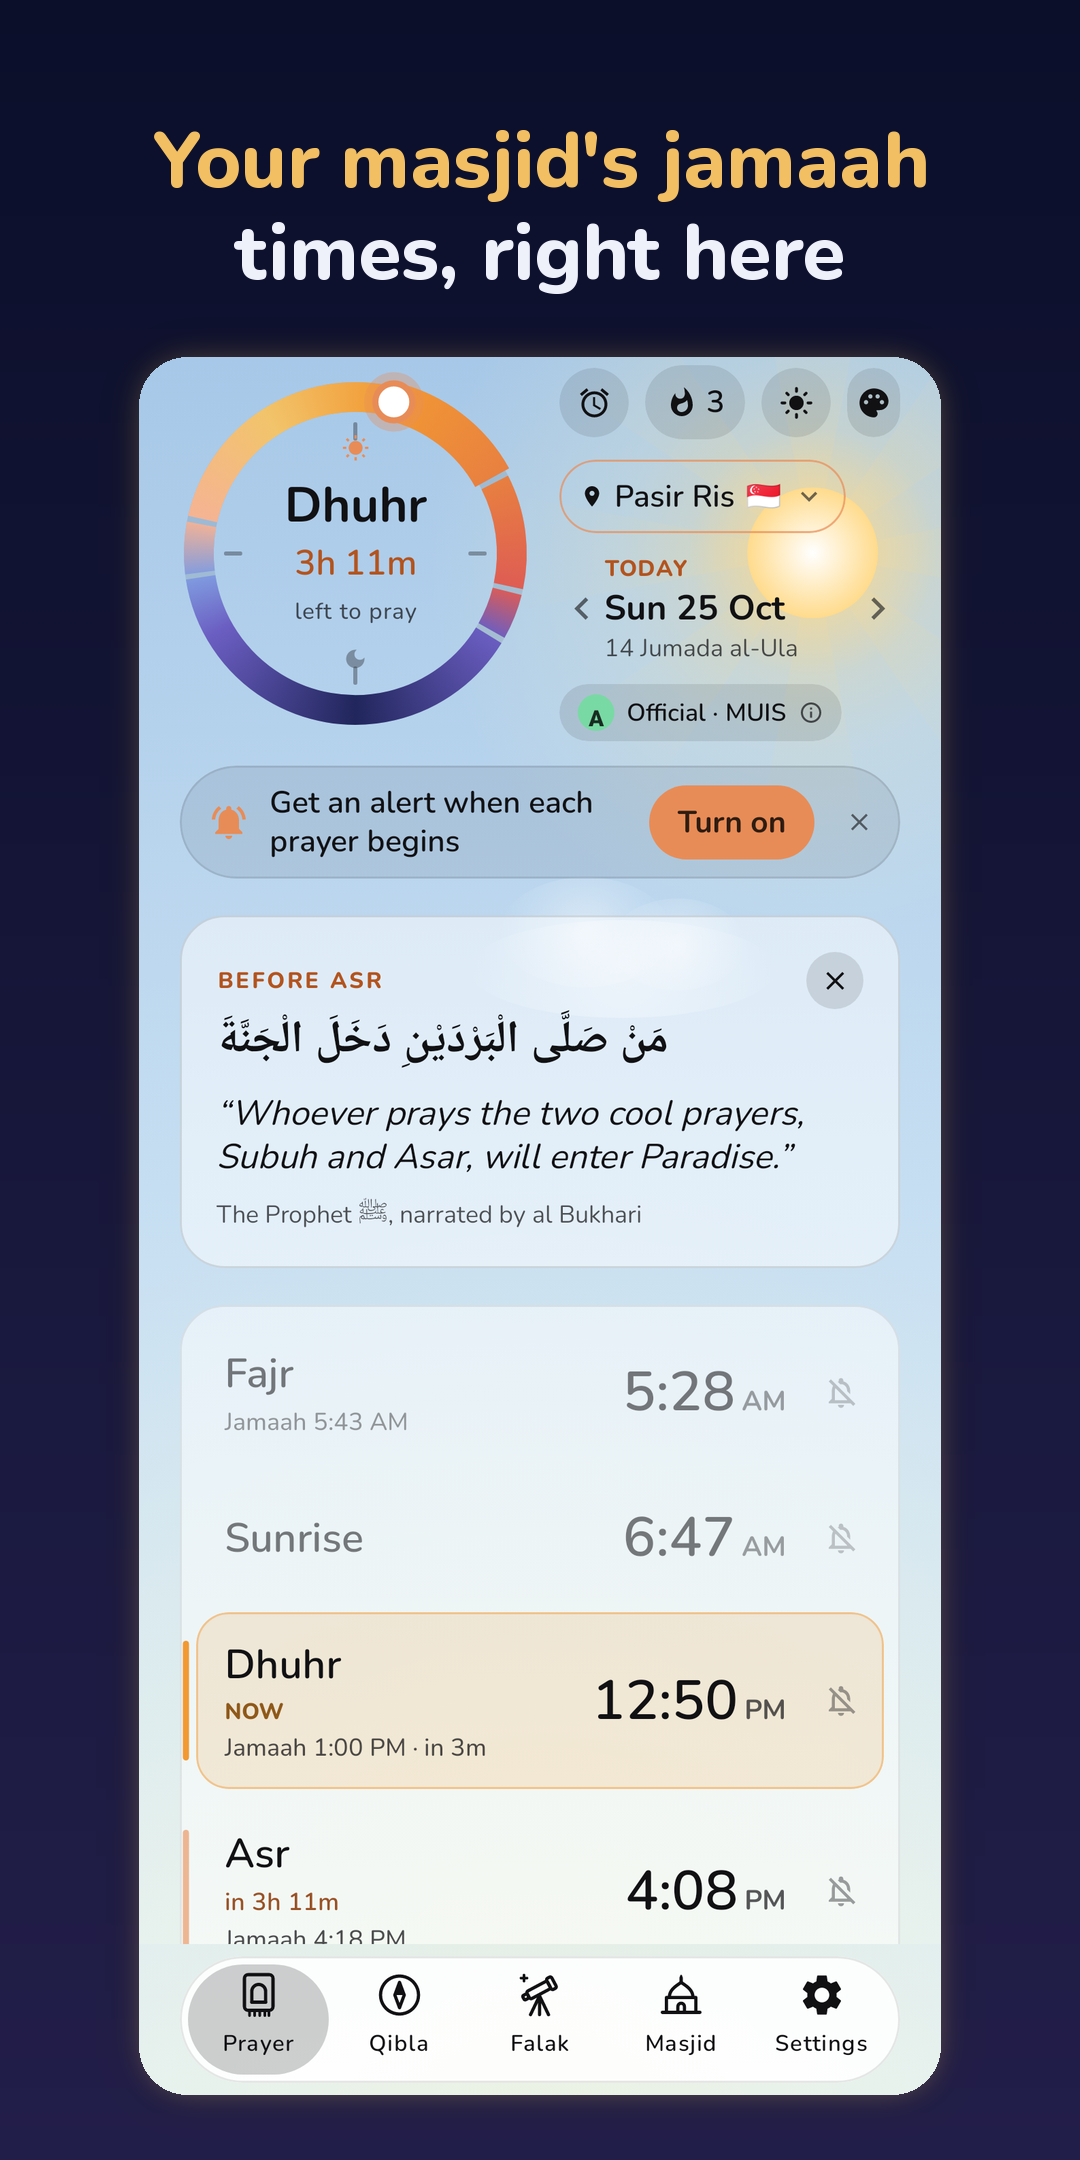 Your masjid's jamaah
times, right here
3
Dhuhr
3h 11m
left to pray
Pasir Ris 🇸🇬
TODAY
Sun 25 Oct
14 Jumada al-Ula
A Official · MUIS
Get an alert when each
prayer begins
Turn on
BEFORE ASR
مَنْ صَلَّى الْبَرْدَيْنِ دَخَلَ الْجَنَّةَ
“Whoever prays the two cool prayers,
Subuh and Asar, will enter Paradise.”
The Prophet ﷺ, narrated by al Bukhari
Fajr
5:28 AM
Jamaah 5:43 AM
Sunrise
6:47 AM
Dhuhr
NOW
12:50 PM
Jamaah 1:00 PM · in 3m
Asr
in 3h 11m
4:08 PM
Jamaah 4:18 PM
Prayer
Qibla
Falak
Masjid
Settings